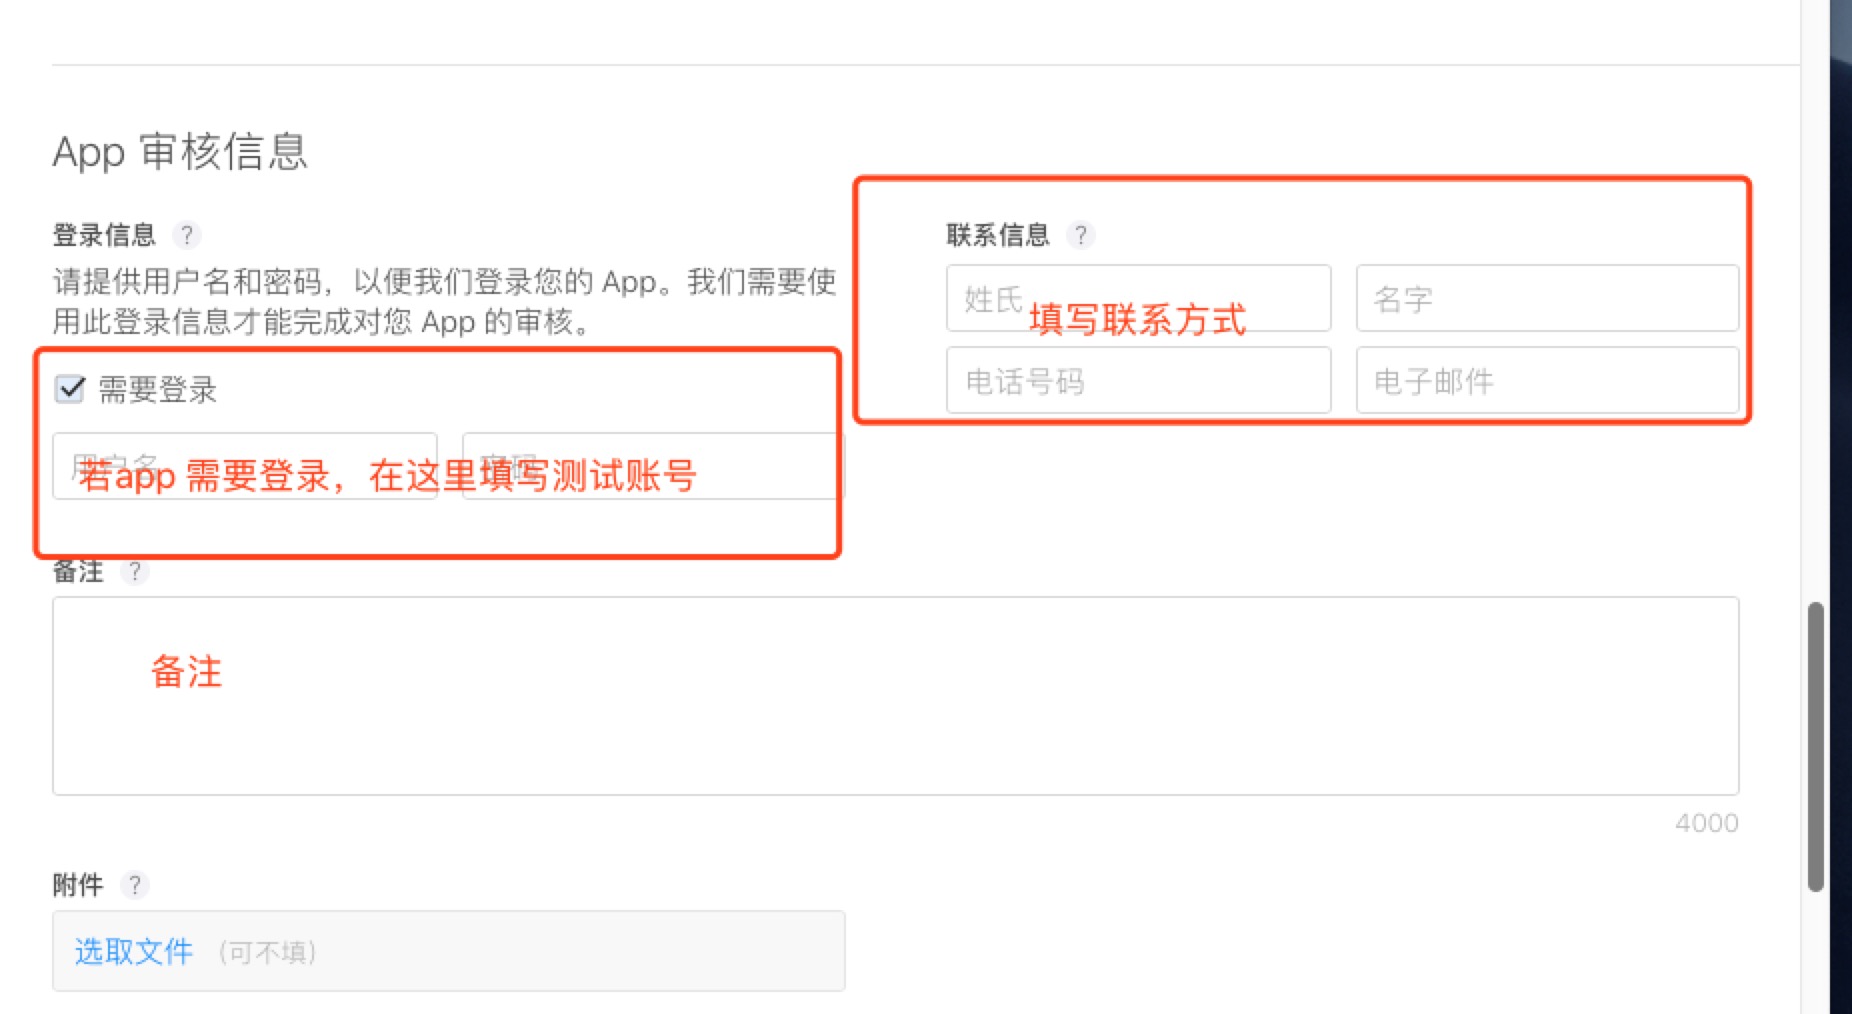 App 审核信息
登录信息 ?
请提供用户名和密码，以便我们登录您的 App。我们需要使
用此登录信息才能完成对您 App 的审核。
需要登录
用户名
密码
若app 需要登录，在这里填写测试账号
联系信息 ?
姓氏
名字
填写联系方式
电话号码
电子邮件
备注 ?
备注
4000
附件 ?
选取文件 (可不填)